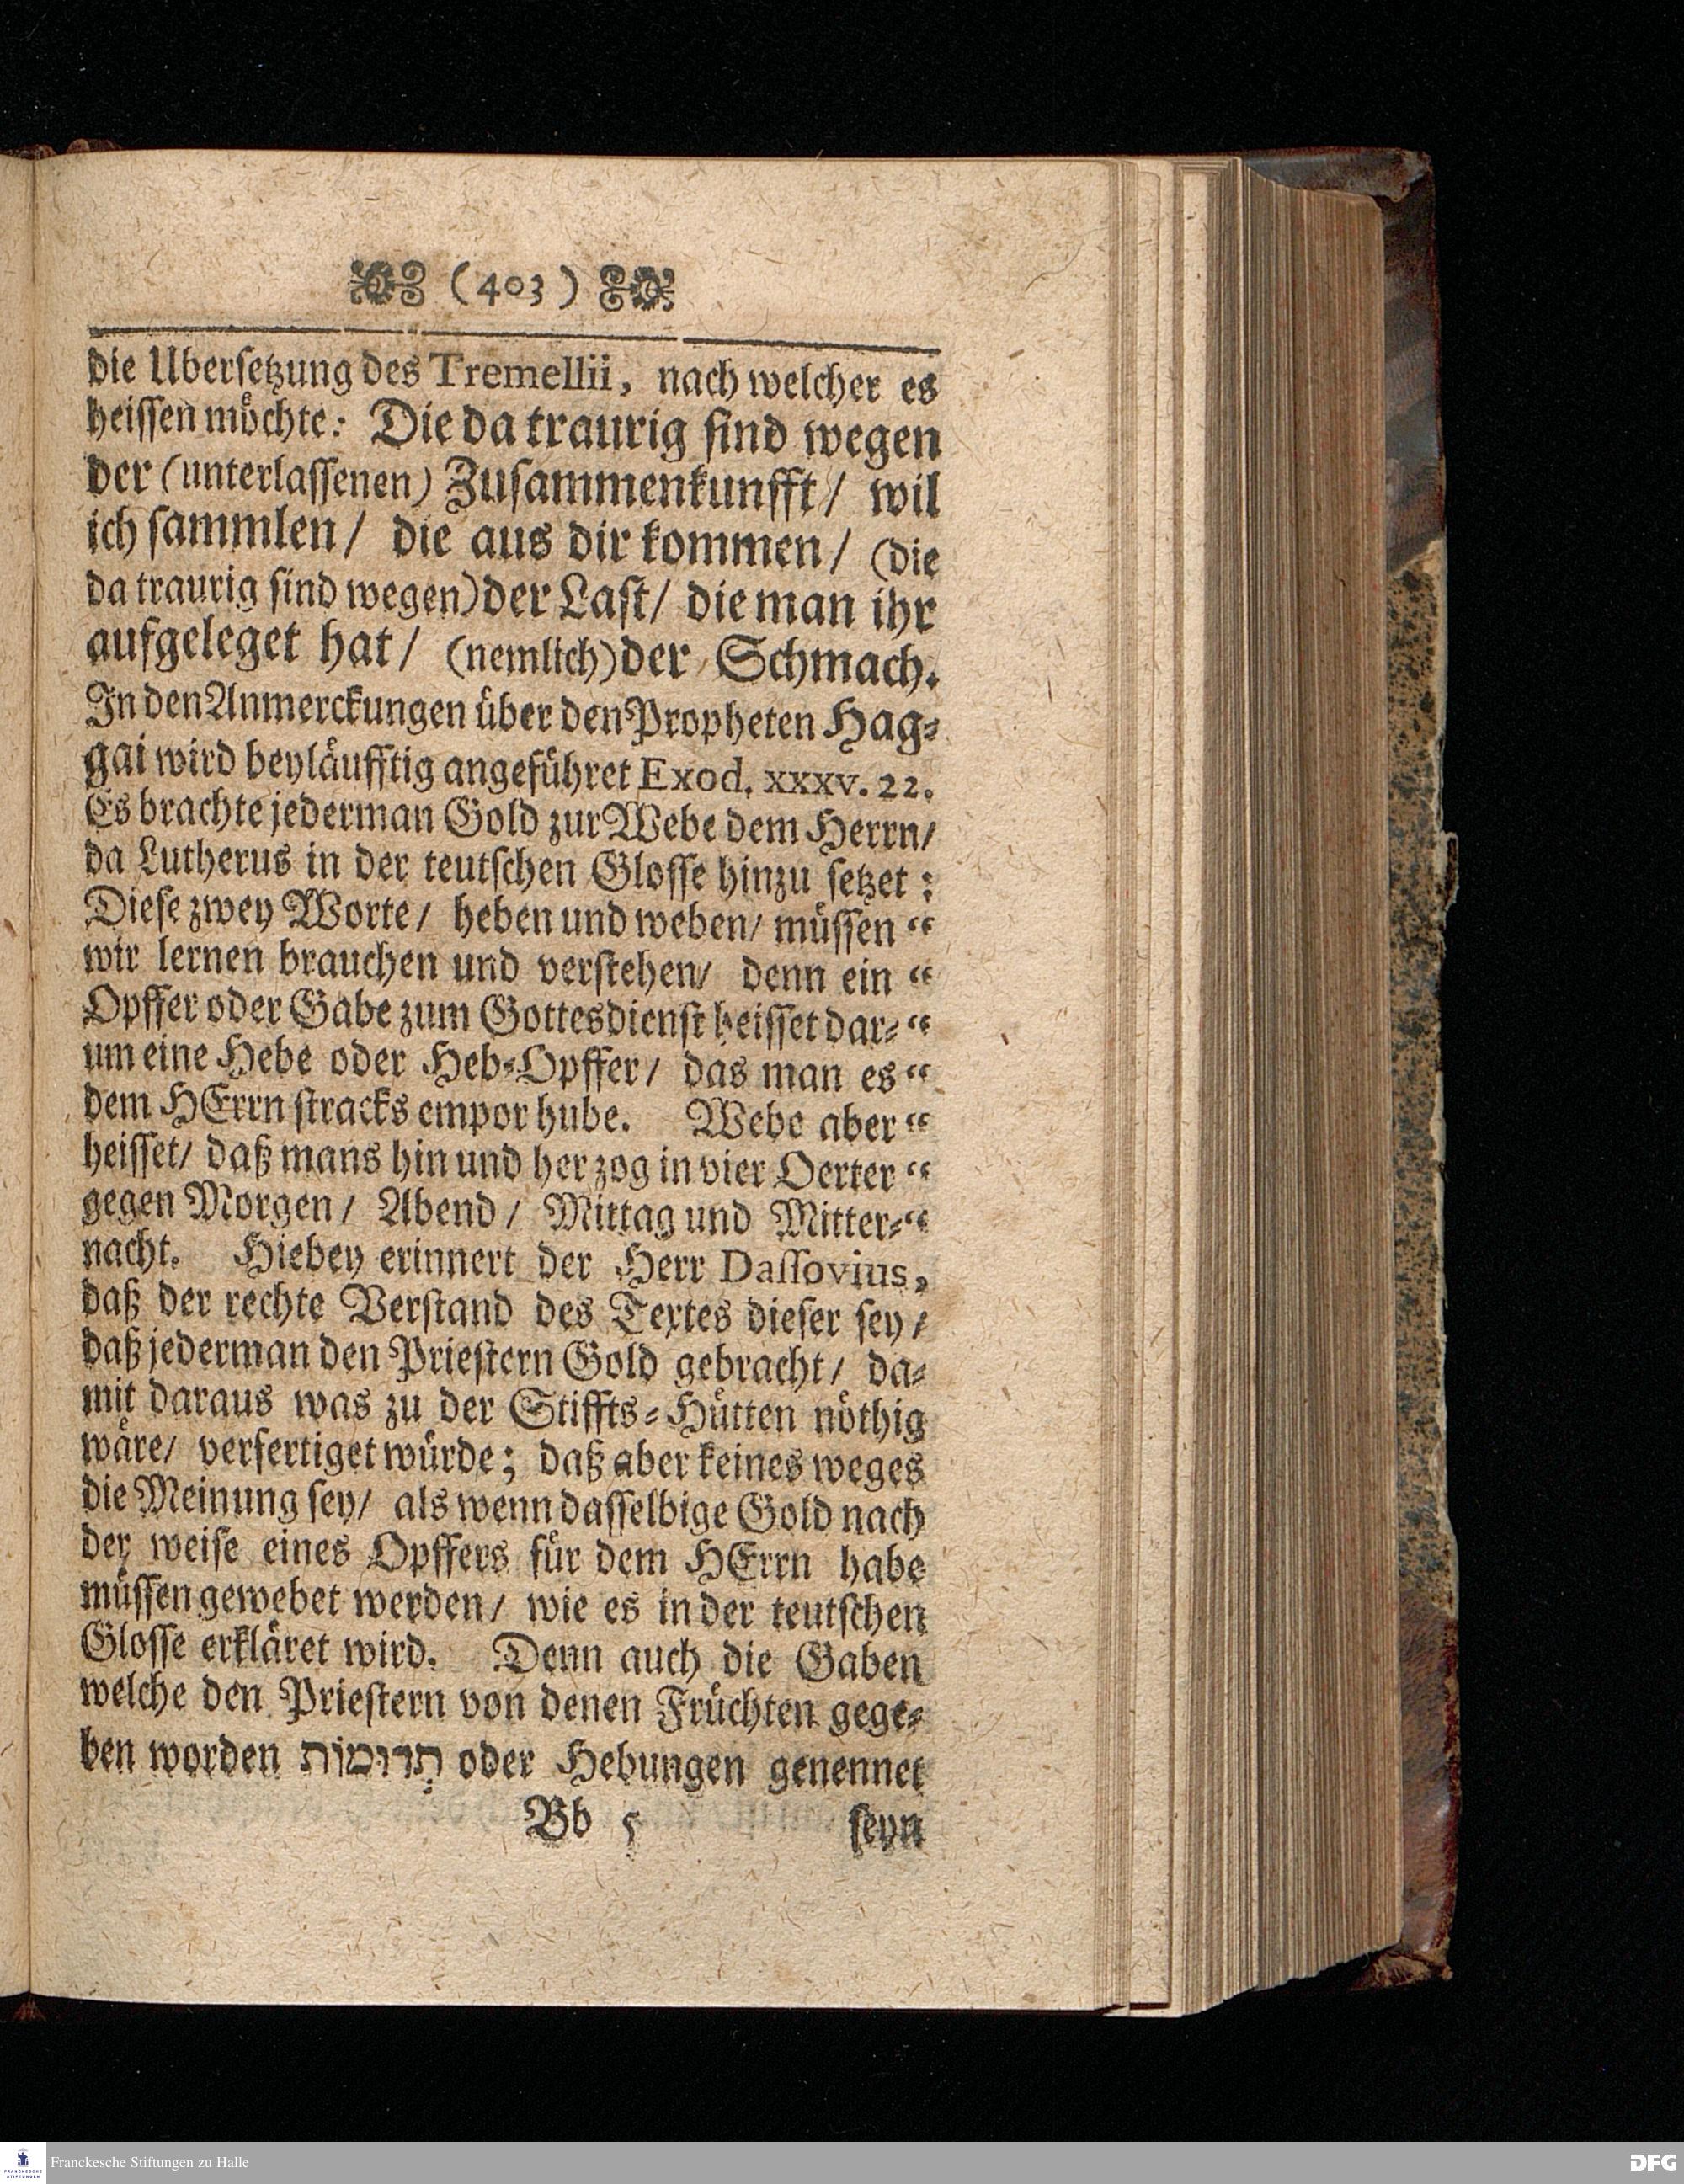 (403)
die Ubersetzung des Tremellii, nach welcher es
heissen möchte: Die da traurig sind wegen
der (unterlassenen) Zusammenkunfft/ wil
ich sammlen/ die aus dir kommen/ (die
da traurig sind wegen) der Last/ die man ihr
aufgeleget hat/ (nemlich) der Schmach.
In den Anmerckungen über den Propheten Hag-
gai wird beyläufftig angeführet Exod. xxxv. 22.
Es brachte jederman Gold zur Webe dem Herrn/
da Lutherus in der teutschen Glosse hinzu setzet:
Diese zwey Worte/ heben und weben/ müssen “
wir lernen brauchen und verstehen/ denn ein “
Opffer oder Gabe zum Gottesdienst heisset dar- “
um eine Hebe oder Heb-Opffer/ das man es “
dem HErrn stracks empor hube. Webe aber “
heisset/ daß mans hin und her zog in vier Oerter “
gegen Morgen/ Abend/ Mittag und Mitter- “
nacht. Hiebey erinnert der Herr Dassovius,
daß der rechte Verstand des Textes dieser sey/
daß jederman den Priestern Gold gebracht/ da-
mit daraus was zu der Stiffts-Hütten nöthig
wäre/ verfertiget würde; daß aber keines weges
die Meinung sey/ als wenn dasselbige Gold nach
der weise eines Opffers für dem HErrn habe
müssen gewebet werden/ wie es in der teutschen
Glosse erkläret wird. Denn auch die Gaben
welche den Priestern von denen Früchten gege-
ben worden תְרוּמוֹת oder Hebungen genennet
Bb 5 seyn
FRANCKESCHE STIFTUNGEN
Franckesche Stiftungen zu Halle
DFG